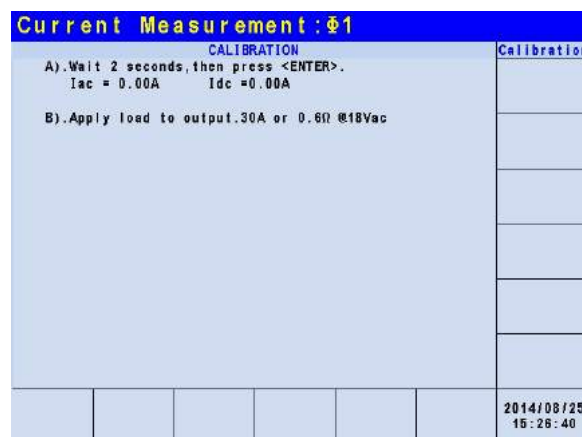 Current Measurement:Φ1
CALIBRATION
Calibration
A).Wait 2 seconds,then press <ENTER>.
Iac = 0.00A Idc =0.00A
B).Apply load to output.30A or 0.6Ω @18Vac
2014/08/25
15:26:40